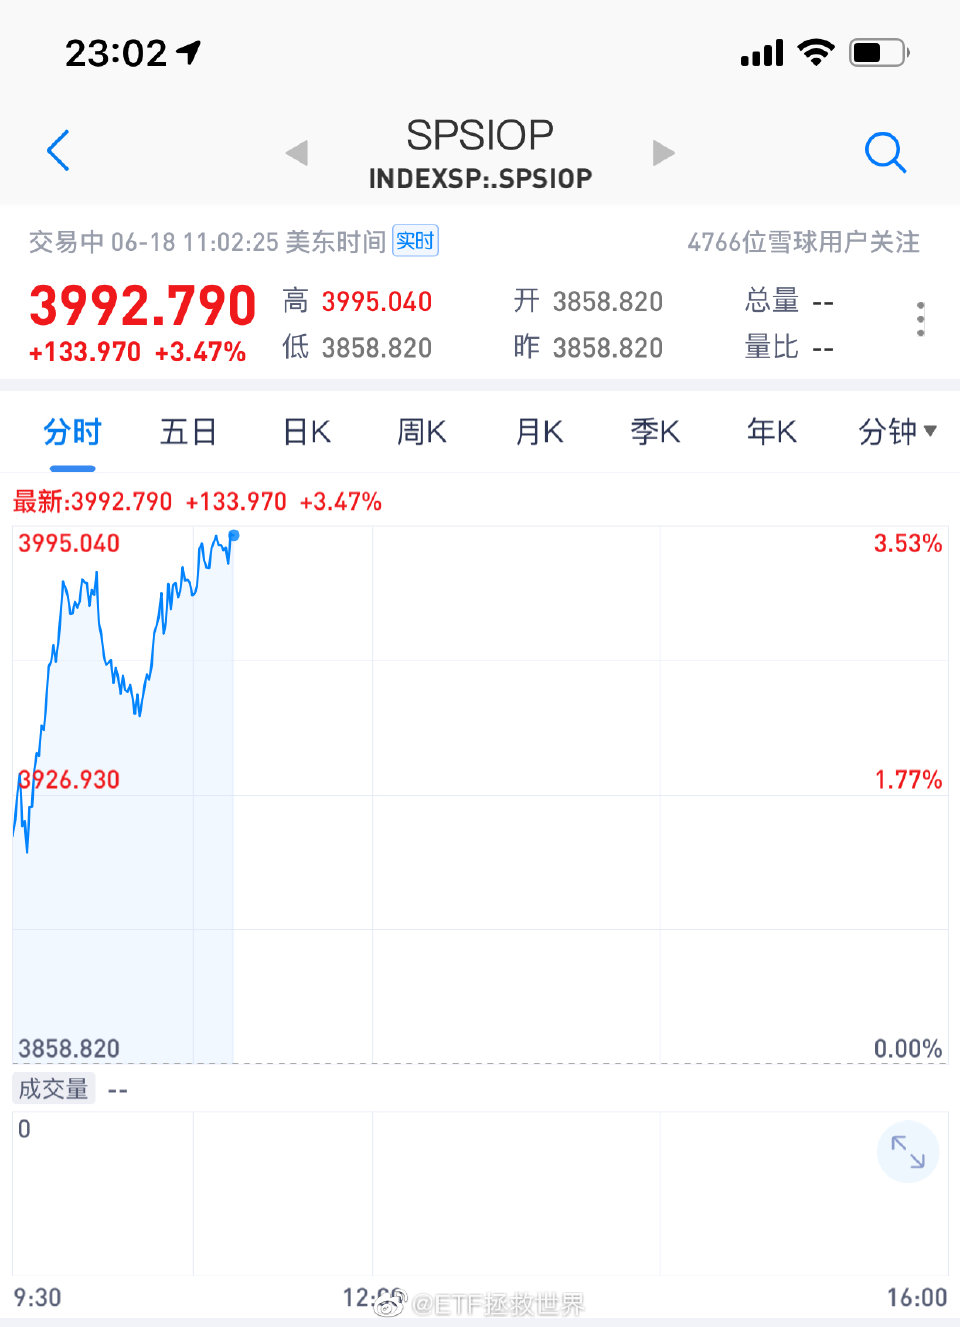 23:02
SPSIOP
INDEXSP:.SPSIOP
交易中 06-18 11:02:25 美东时间 实时 4766位雪球用户关注
3992.790 高 3995.040 开 3858.820 总量 --
+133.970 +3.47% 低 3858.820 昨 3858.820 量比 --
分时 五日 日K 周K 月K 季K 年K 分钟
最新:3992.790 +133.970 +3.47%
3995.040 3.53%
3926.930 1.77%
3858.820 0.00%
成交量 --
0
9:30 12:00 16:00
@ETF拯救世界